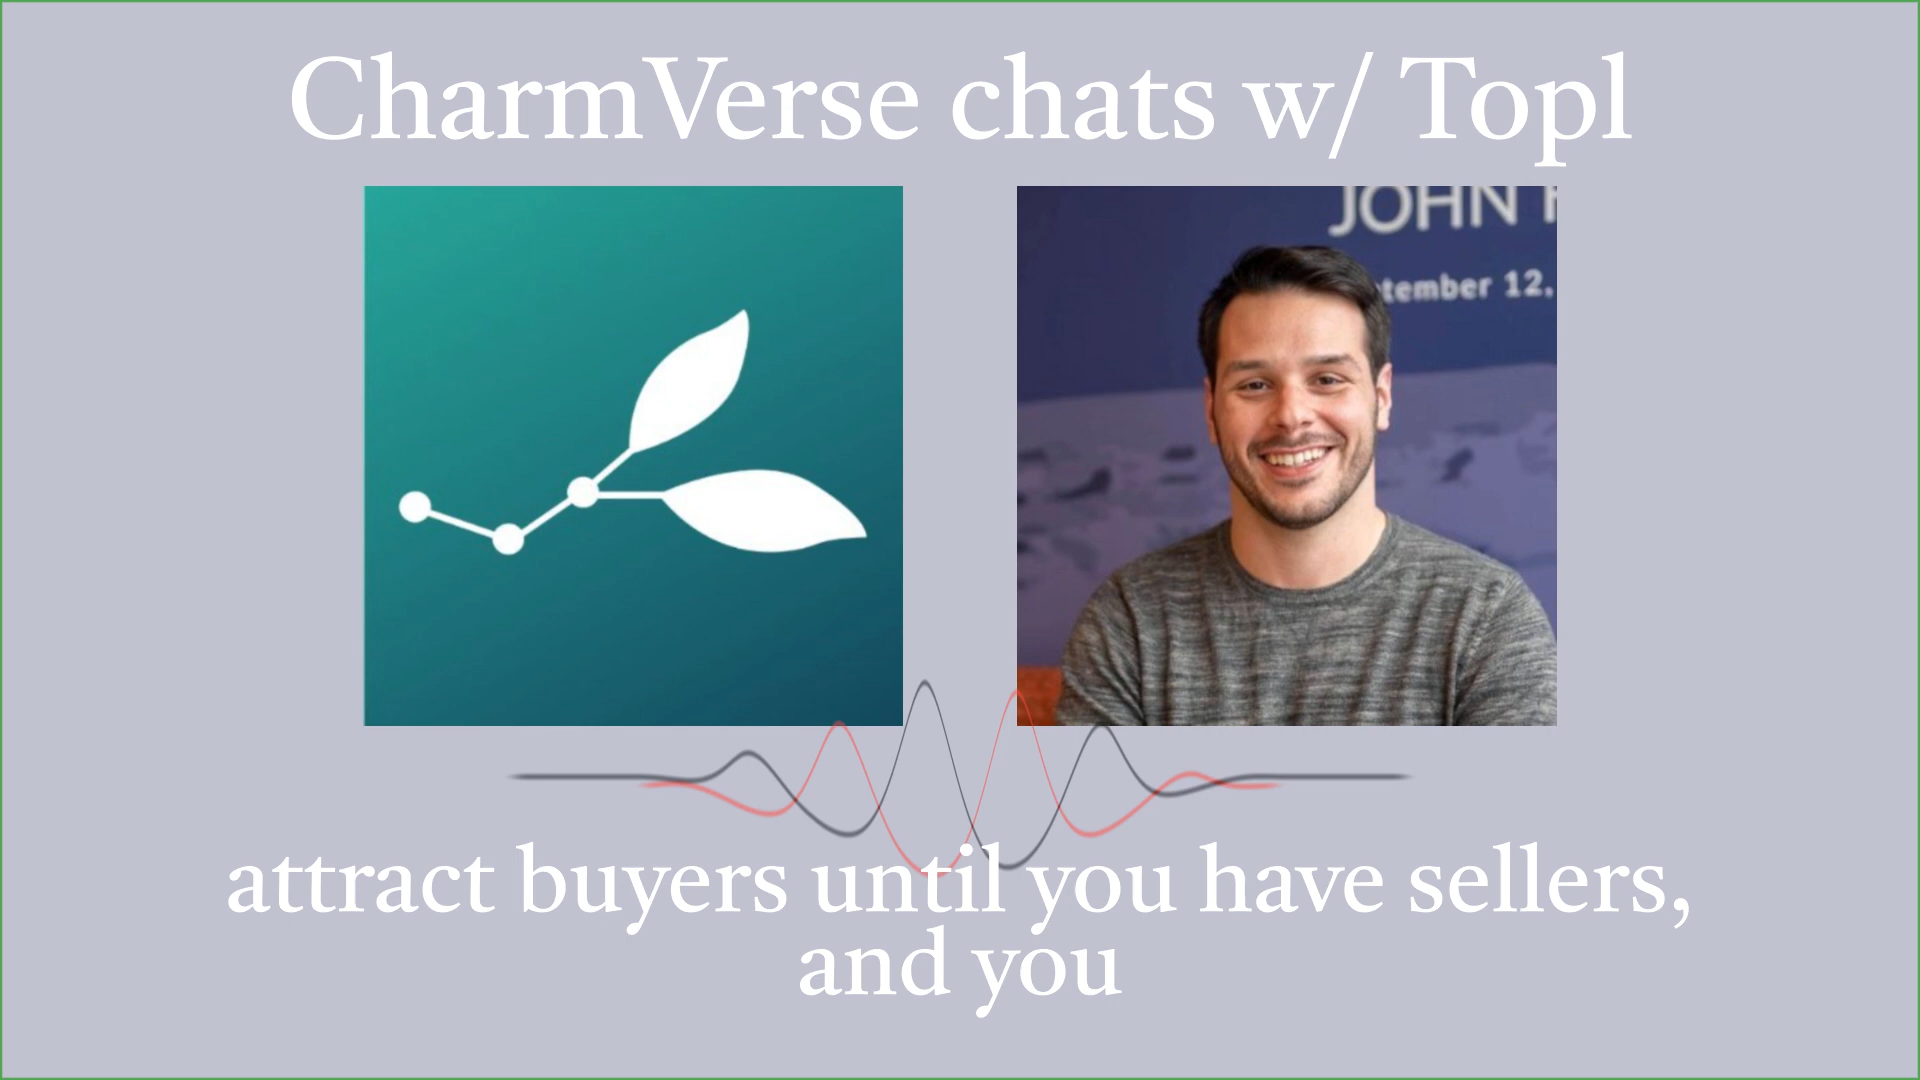 CharmVerse chats w/ Topl
JOHN
tember 12,
attract buyers until you have sellers,
and you